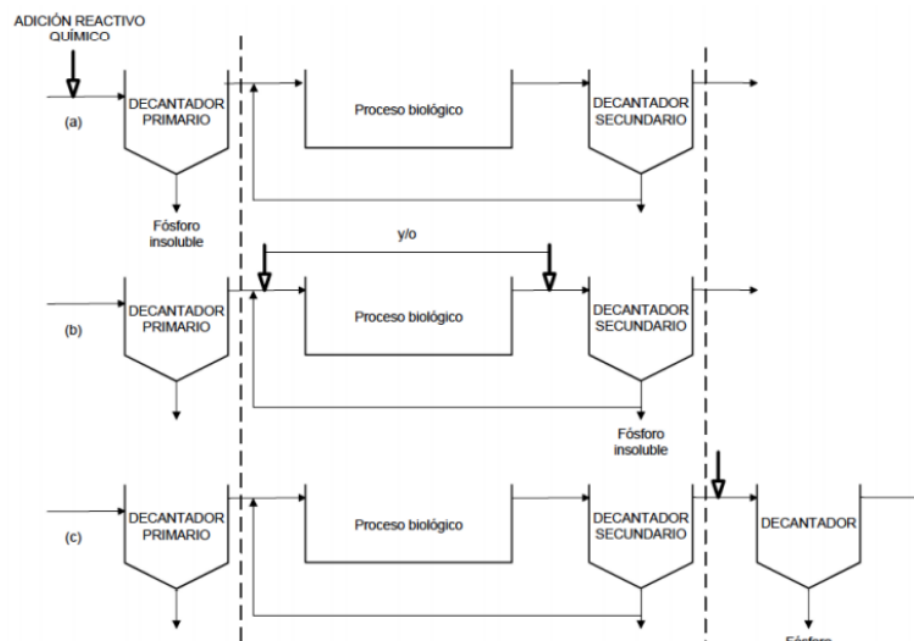 ADICIÓN REACTIVO
QUÍMICO
(a)
DECANTADOR
PRIMARIO
Proceso biológico
DECANTADOR
SECUNDARIO
Fósforo
insoluble
y/o
(b)
DECANTADOR
PRIMARIO
Proceso biológico
DECANTADOR
SECUNDARIO
Fósforo
insoluble
(c)
DECANTADOR
PRIMARIO
Proceso biológico
DECANTADOR
SECUNDARIO
DECANTADOR
Fósforo